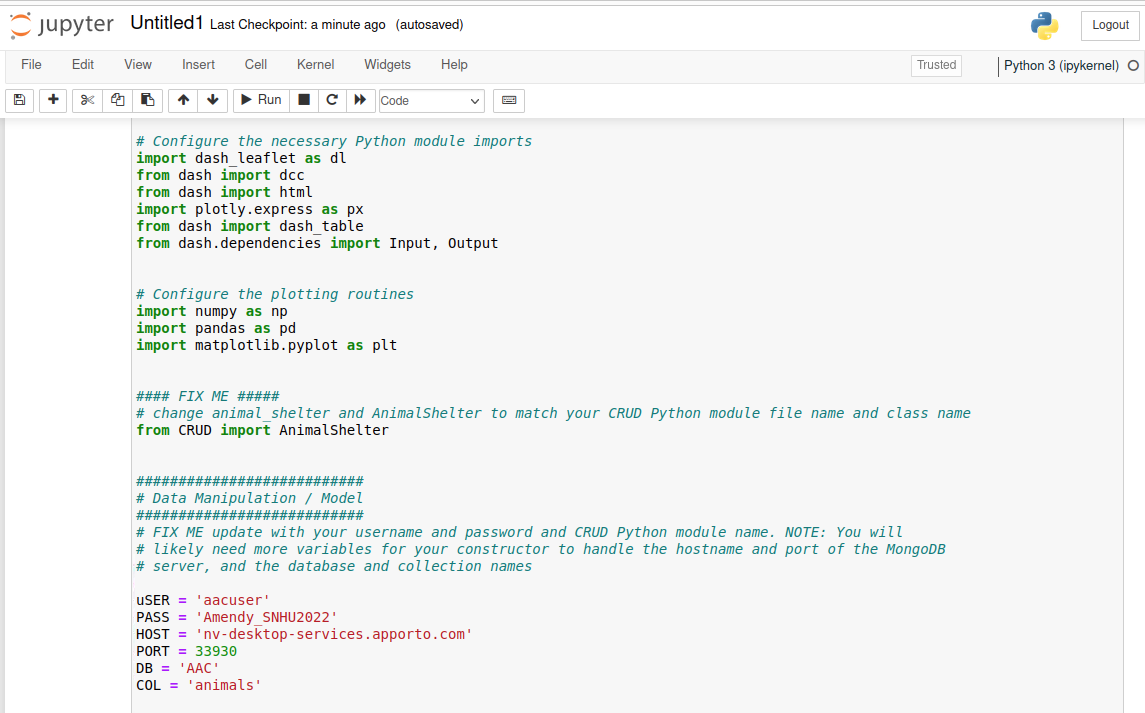 jupyter Untitled1 Last Checkpoint: a minute ago (autosaved) Logout
File Edit View Insert Cell Kernel Widgets Help Trusted Python 3 (ipykernel)
Run Code
# Configure the necessary Python module imports
import dash_leaflet as dl
from dash import dcc
from dash import html
import plotly.express as px
from dash import dash_table
from dash.dependencies import Input, Output
# Configure the plotting routines
import numpy as np
import pandas as pd
import matplotlib.pyplot as plt
#### FIX ME #####
# change animal_shelter and AnimalShelter to match your CRUD Python module file name and class name
from CRUD import AnimalShelter
###########################
# Data Manipulation / Model
###########################
# FIX ME update with your username and password and CRUD Python module name. NOTE: You will
# likely need more variables for your constructor to handle the hostname and port of the MongoDB
# server, and the database and collection names
uSER = 'aacuser'
PASS = 'Amendy_SNHU2022'
HOST = 'nv-desktop-services.apporto.com'
PORT = 33930
DB = 'AAC'
COL = 'animals'